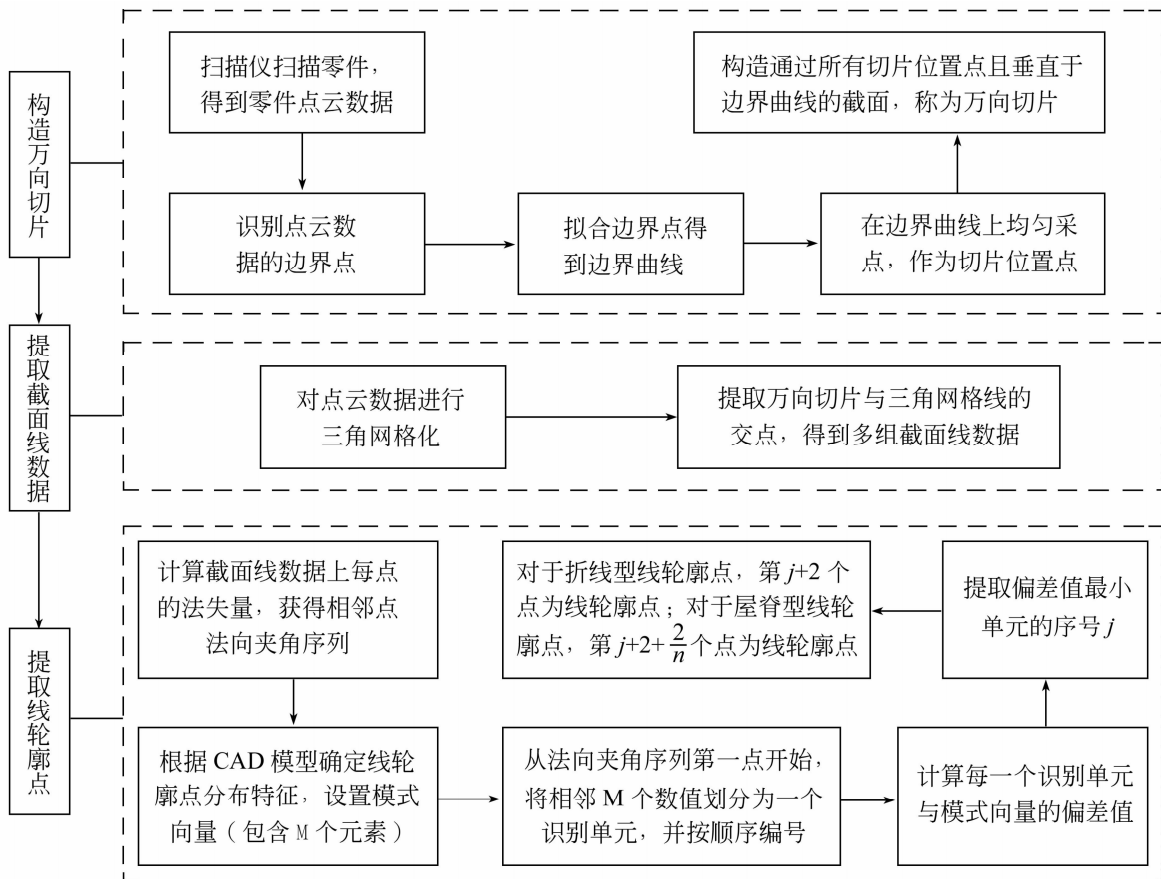 构造万向切片
扫描仪扫描零件，
得到零件点云数据
识别点云数
据的边界点
拟合边界点得
到边界曲线
在边界曲线上均匀采
点，作为切片位置点
构造通过所有切片位置点且垂直于
边界曲线的截面，称为万向切片
提取截面线数据
对点云数据进行
三角网格化
提取万向切片与三角网格线的
交点，得到多组截面线数据
提取线轮廓点
计算截面线数据上每点
的法失量，获得相邻点
法向夹角序列
根据 CAD 模型确定线轮
廓点分布特征，设置模式
向量（包含 M 个元素）
从法向夹角序列第一点开始，
将相邻 M 个数值划分为一个
识别单元，并按顺序编号
计算每一个识别单元
与模式向量的偏差值
提取偏差值最小
单元的序号 j
对于折线型线轮廓点，第 j+2 个
点为线轮廓点；对于屋脊型线轮
廓点，第 j+2+2/n 个点为线轮廓点